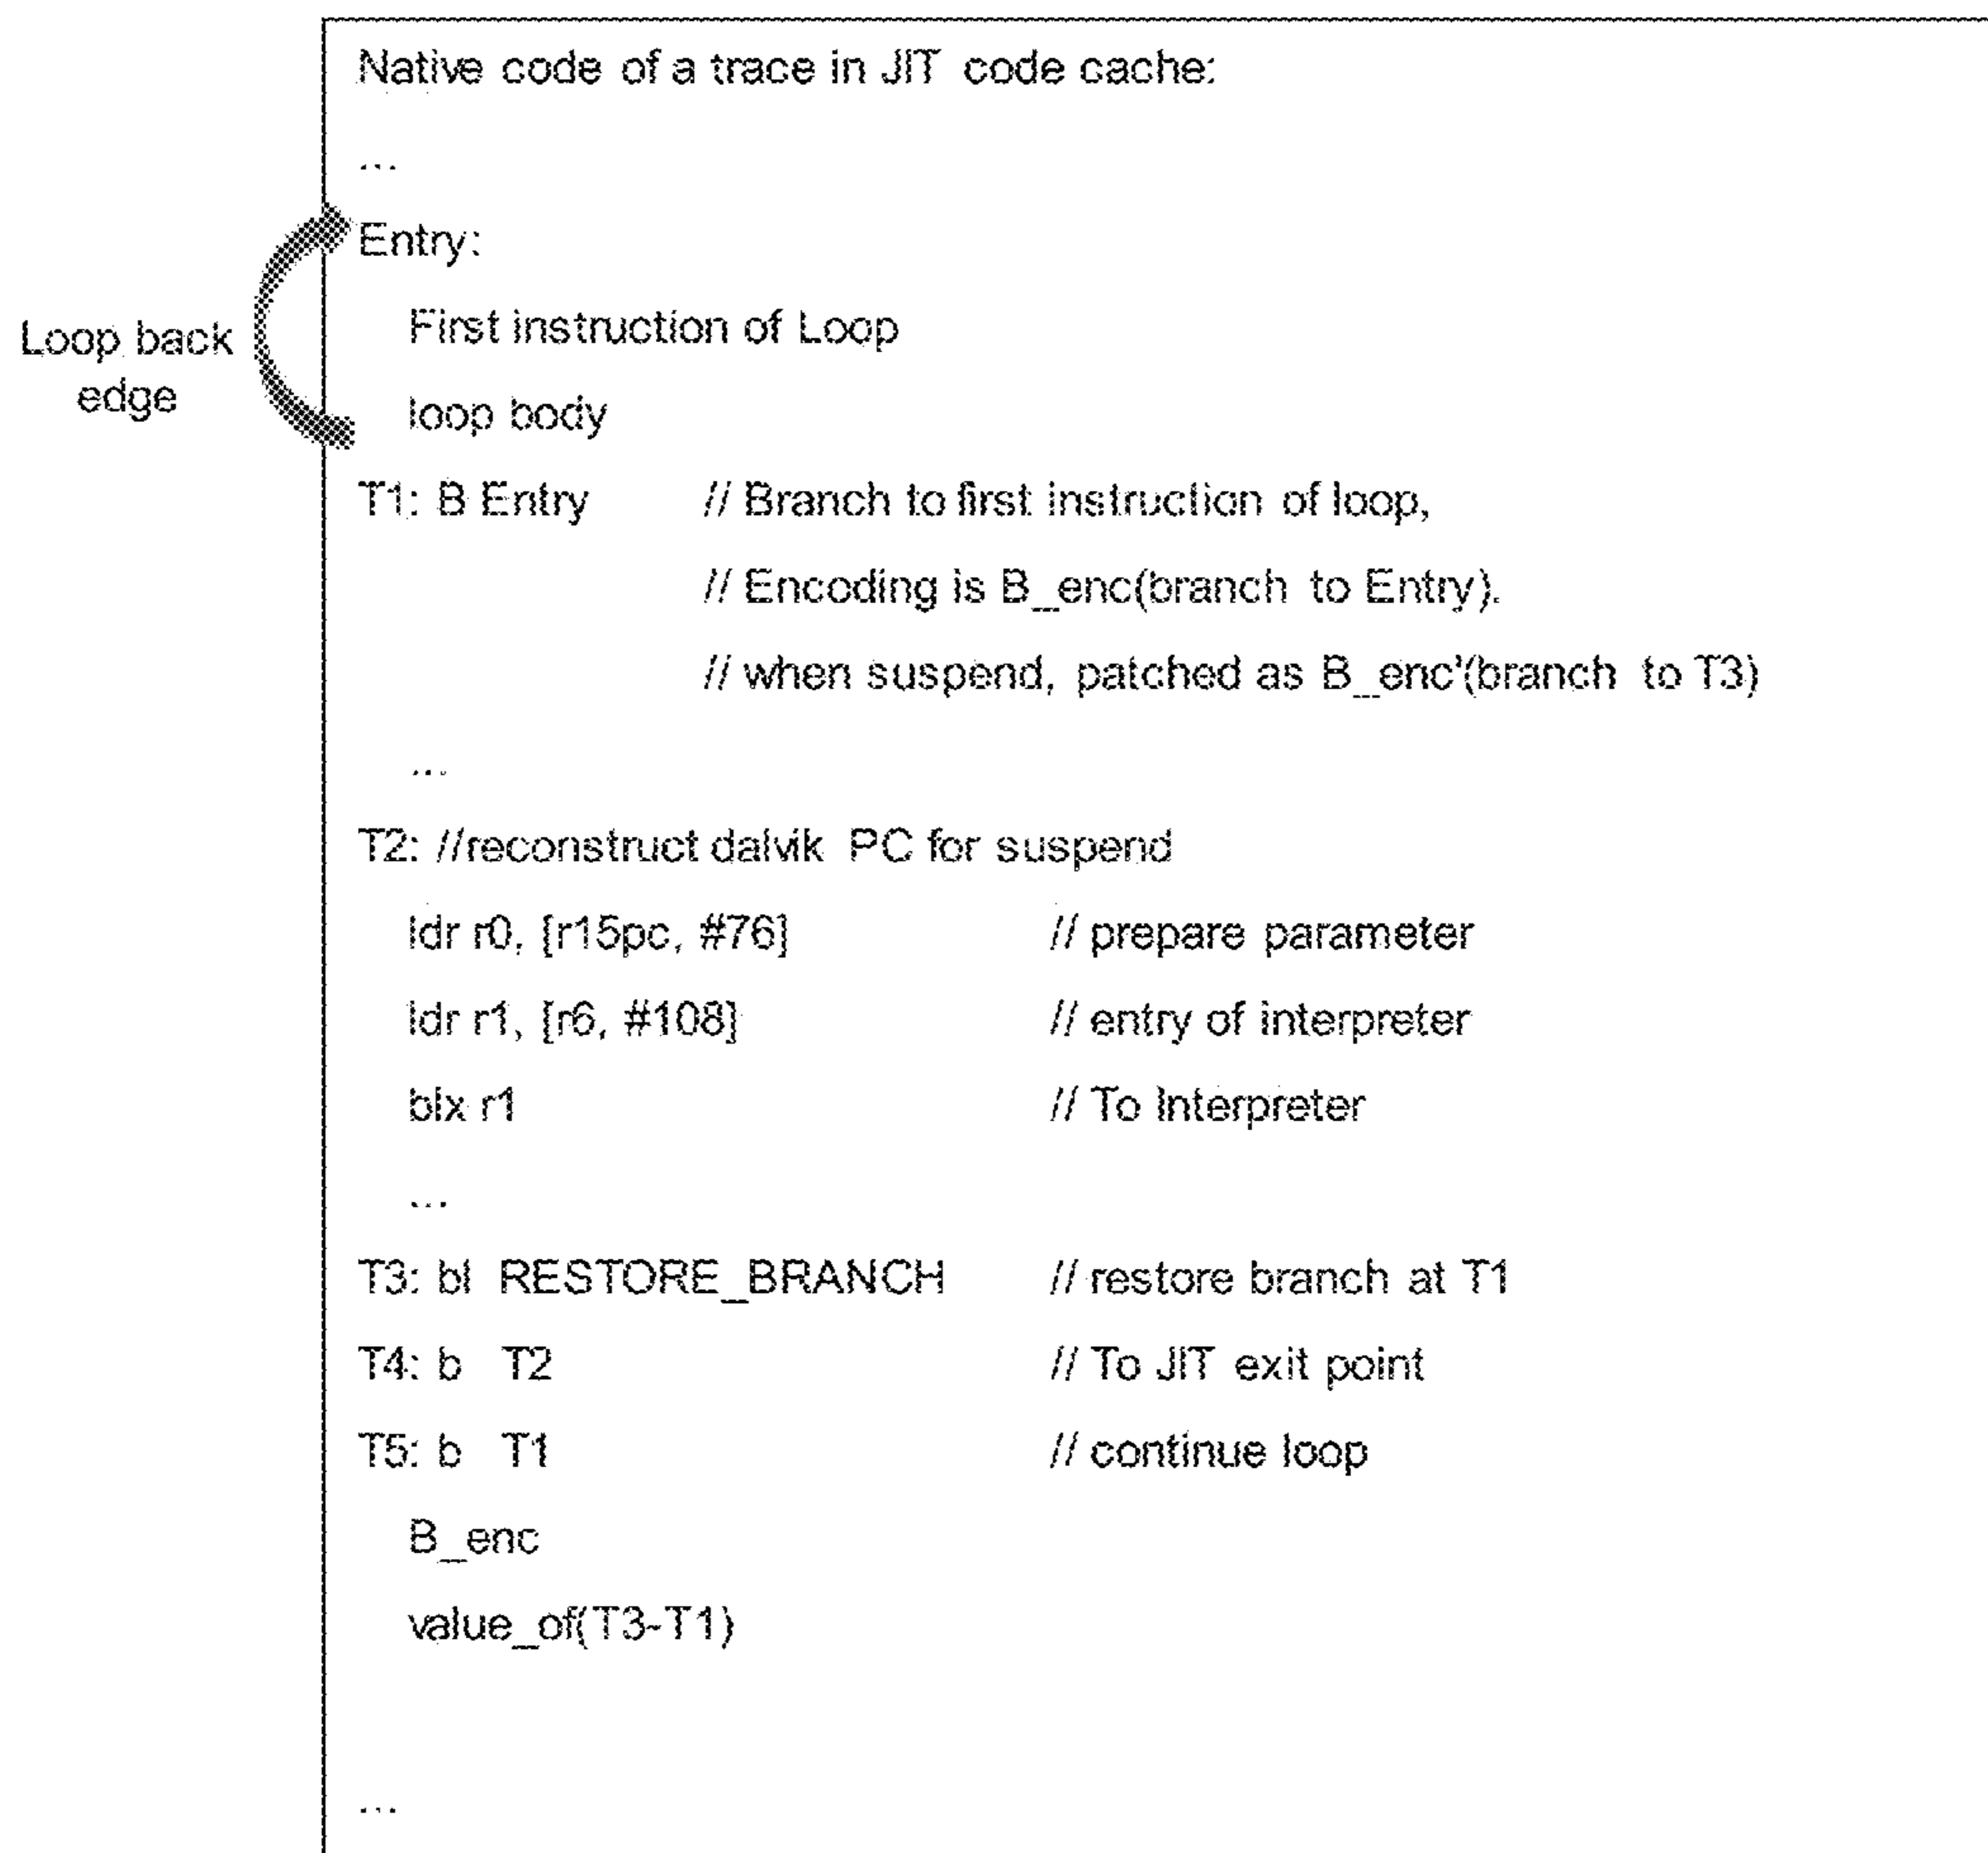 Native code of a trace in JIT code cache:
...
Entry:
First instruction of Loop
Loop back
edge
loop body
T1: B Entry // Branch to first instruction of loop,
// Encoding is B_enc(branch to Entry).
// when suspend, patched as B_enc'(branch to T3)
...
T2: //reconstruct dalvik PC for suspend
ldr r0, [r15pc, #76] // prepare parameter
ldr r1, [r6, #108] // entry of interpreter
blx r1 // To Interpreter
...
T3: bl RESTORE_BRANCH // restore branch at T1
T4: b T2 // To JIT exit point
T5: b T1 // continue loop
B_enc
value_of(T3-T1)
...